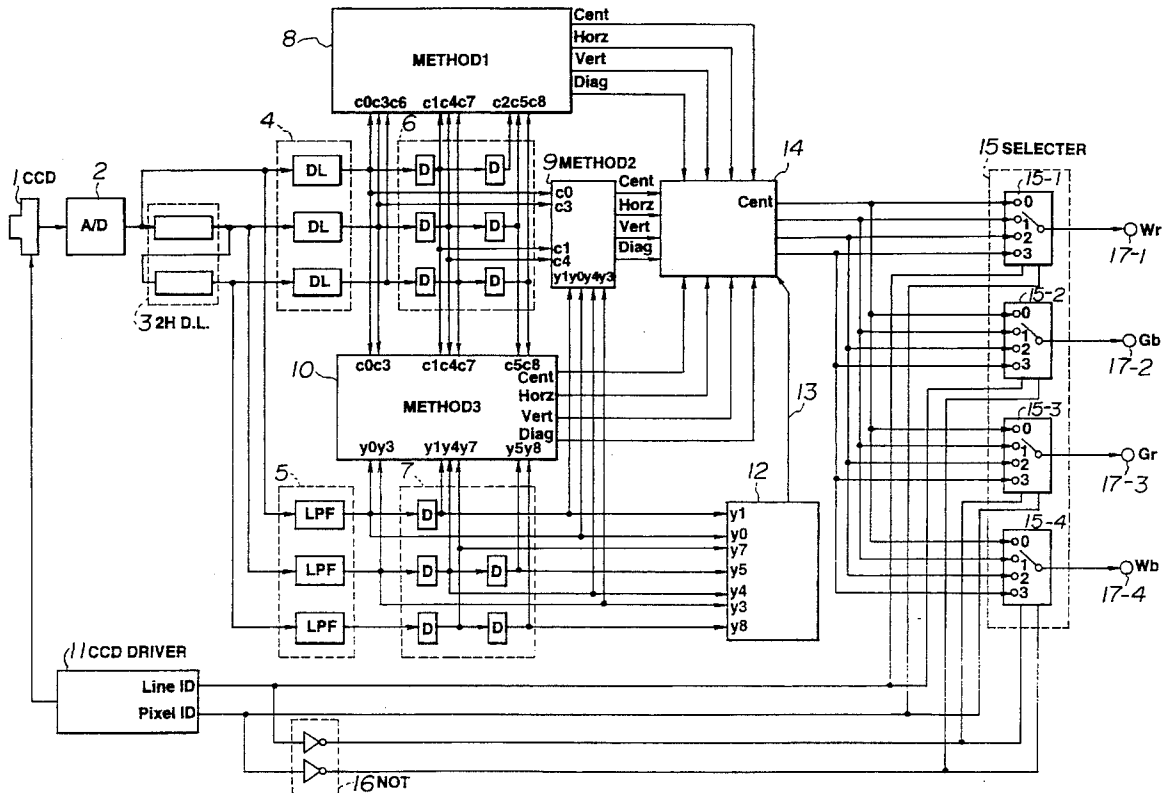 8
METHOD1
Cent
Horz
Vert
Diag
c0c3c6
c1c4c7
c2c5c8
1 CCD
2
A/D
3 2H D.L.
4
DL
DL
DL
6
D
D
D
D
D
D
9 METHOD2
c0
c3
c1
c4
y1y0y4y3
Cent
Horz
Vert
Diag
14
Cent
15 SELECTER
15-1
0
1
2
3
Wr
17-1
15-2
0
1
2
3
Gb
17-2
15-3
0
1
2
3
Gr
17-3
15-4
0
1
2
3
Wb
17-4
10
c0c3
c1c4c7
c5c8
METHOD3
Cent
Horz
Vert
Diag
y0y3
y1y4y7
y5y8
13
5
LPF
LPF
LPF
7
D
D
D
D
D
12
y1
y0
y7
y5
y4
y3
y8
11 CCD DRIVER
Line ID
Pixel ID
16 NOT